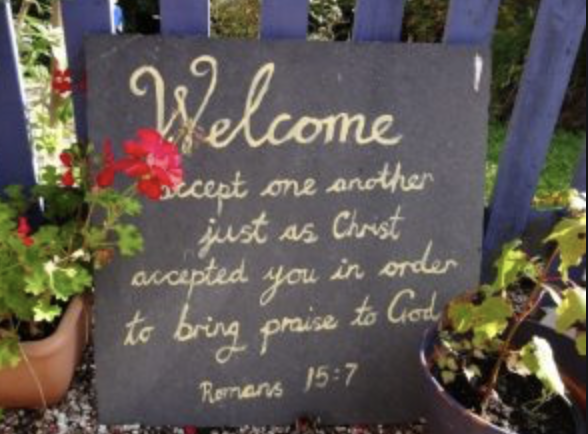 Welcome
accept one another
just as Christ
accepted you in order
to bring praise to God
Romans 15:7